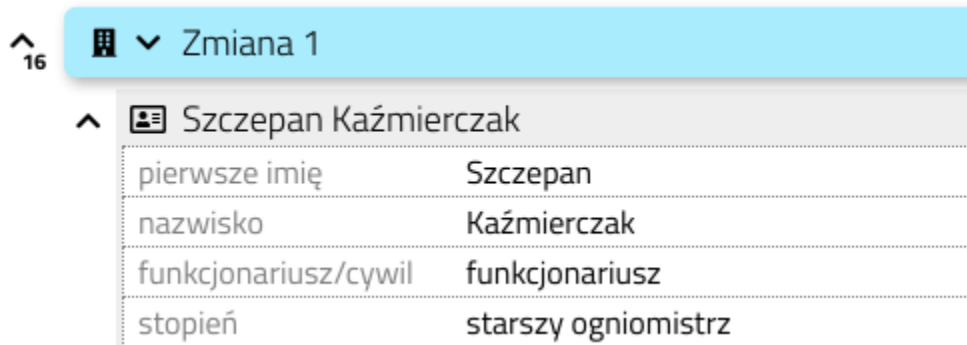 16 Zmiana 1
Szczepan Kaźmierczak
pierwsze imię Szczepan
nazwisko Kaźmierczak
funkcjonariusz/cywil funkcjonariusz
stopień starszy ogniomistrz